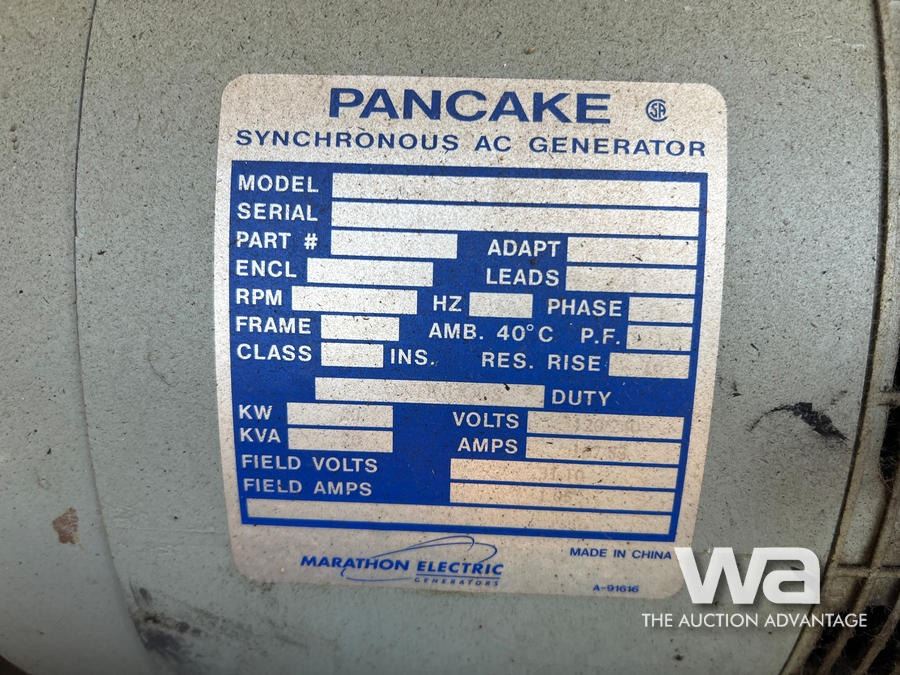 PANCAKE SA
SYNCHRONOUS AC GENERATOR
MODEL
SERIAL
PART # ADAPT
ENCL LEADS
RPM HZ PHASE
FRAME AMB. 40°C P.F.
CLASS INS. RES. RISE
DUTY
KW VOLTS
KVA 20 AMPS
FIELD VOLTS
FIELD AMPS
MARATHON ELECTRIC
GENERATORS
MADE IN CHINA
A-91616
wa
THE AUCTION ADVANTAGE